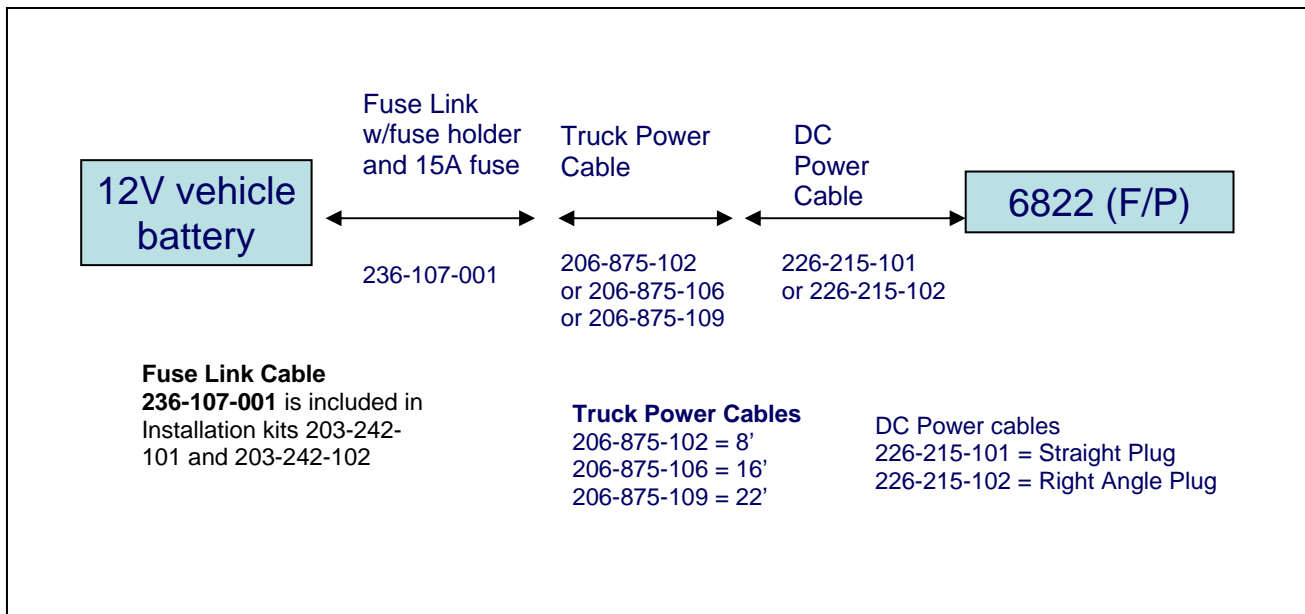 Fuse Link
w/fuse holder
and 15A fuse
Truck Power
Cable
DC
Power
Cable
12V vehicle
battery
6822 (F/P)
236-107-001
206-875-102
or 206-875-106
or 206-875-109
226-215-101
or 226-215-102
Fuse Link Cable
236-107-001 is included in
Installation kits 203-242-
101 and 203-242-102
Truck Power Cables
206-875-102 = 8’
206-875-106 = 16’
206-875-109 = 22’
DC Power cables
226-215-101 = Straight Plug
226-215-102 = Right Angle Plug